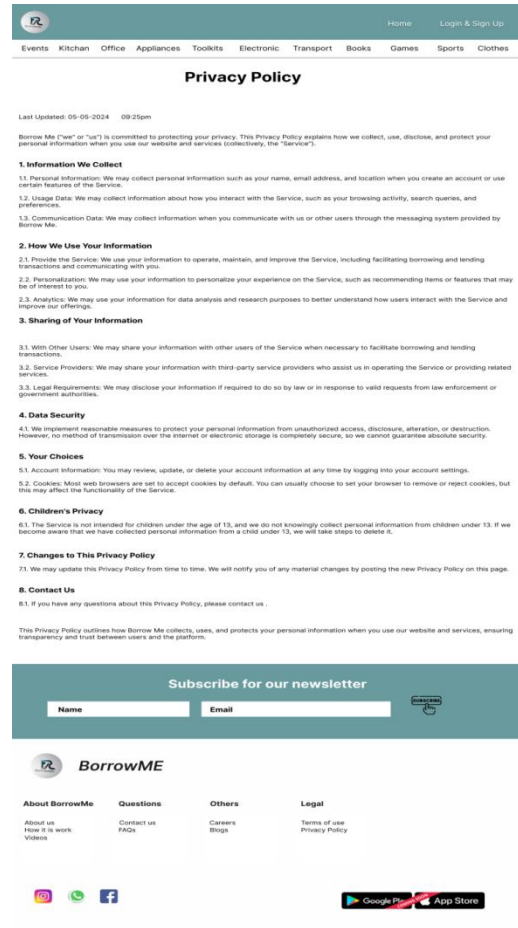 Home Login & Sign Up
Events Kitchan Office Appliances Toolkits Electronic Transport Books Games Sports Clothes
Privacy Policy
Last Updated: 05-05-2024 09:25pm
Borrow Me ("we" or "us") is committed to protecting your privacy. This Privacy Policy explains how we collect, use, disclose, and protect your
personal information when you use our website and services (collectively, the "Service").
1. Information We Collect
1.1. Personal Information: We may collect personal information such as your name, email address, and location when you create an account or use
certain features of the Service.
1.2. Usage Data: We may collect information about how you interact with the Service, such as your browsing activity, search queries, and
preferences.
1.3. Communication Data: We may collect information when you communicate with us or other users through the messaging system provided by
Borrow Me.
2. How We Use Your Information
2.1. Provide the Service: We use your information to operate, maintain, and improve the Service, including facilitating borrowing and lending
transactions and communicating with you.
2.2. Personalization: We may use your information to personalize your experience on the Service, such as recommending items or features that may
be of interest to you.
2.3. Analytics: We may use your information for data analysis and research purposes to better understand how users interact with the Service and
improve our offerings.
3. Sharing of Your Information
3.1. With Other Users: We may share your information with other users of the Service when necessary to facilitate borrowing and lending
transactions.
3.2. Service Providers: We may share your information with third-party service providers who assist us in operating the Service or providing related
services.
3.3. Legal Requirements: We may disclose your information if required to do so by law or in response to valid requests from law enforcement or
government authorities.
4. Data Security
4.1. We implement reasonable measures to protect your personal information from unauthorized access, disclosure, alteration, or destruction.
However, no method of transmission over the internet or electronic storage is completely secure, so we cannot guarantee absolute security.
5. Your Choices
5.1. Account Information: You may review, update, or delete your account information at any time by logging into your account settings.
5.2. Cookies: Most web browsers are set to accept cookies by default. You can usually choose to set your browser to remove or reject cookies, but
this may affect the functionality of the Service.
6. Children's Privacy
6.1. The Service is not intended for children under the age of 13, and we do not knowingly collect personal information from children under 13. If we
become aware that we have collected personal information from a child under 13, we will take steps to delete it.
7. Changes to This Privacy Policy
7.1. We may update this Privacy Policy from time to time. We will notify you of any material changes by posting the new Privacy Policy on this page.
8. Contact Us
8.1. If you have any questions about this Privacy Policy, please contact us .
This Privacy Policy outlines how Borrow Me collects, uses, and protects your personal information when you use our website and services, ensuring
transparency and trust between users and the platform.
Subscribe for our newsletter
Name Email SUBSCRIBE
BorrowME
About BorrowMe Questions Others Legal
About us Contact us Careers Terms of use
How it is work FAQs Blogs Privacy Policy
Videos
Google App Store